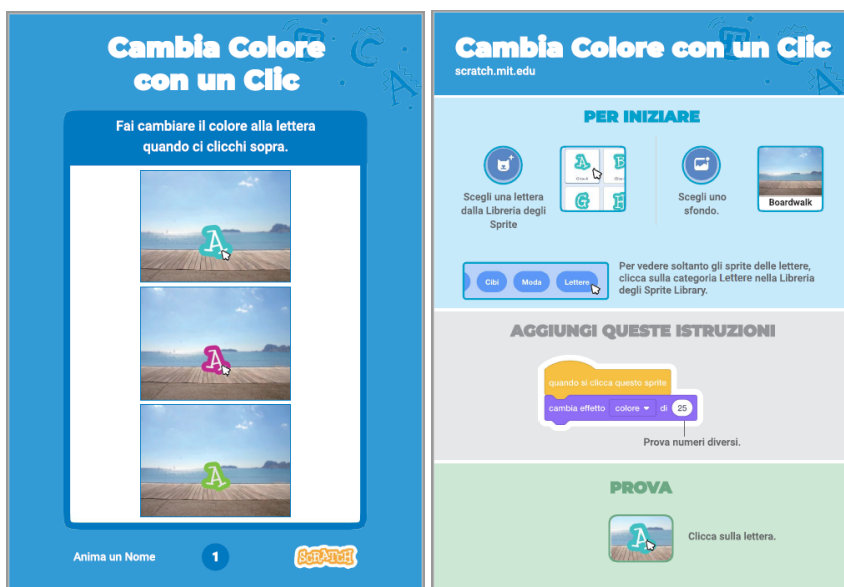 Cambia Colore
con un Clic
Fai cambiare il colore alla lettera
quando ci clicchi sopra.
A
A
A
Anima un Nome
1
SCRATCH
Cambia Colore con un Clic
scratch.mit.edu
PER INIZIARE
Scegli una lettera
dalla Libreria degli
Sprite
A
G
Scegli uno
sfondo.
Boardwalk
Cibi Moda Lettere
Per vedere soltanto gli sprite delle lettere,
clicca sulla categoria Lettere nella Libreria
degli Sprite Library.
AGGIUNGI QUESTE ISTRUZIONI
quando si clicca questo sprite
cambia effetto colore di 25
Prova numeri diversi.
PROVA
A
Clicca sulla lettera.